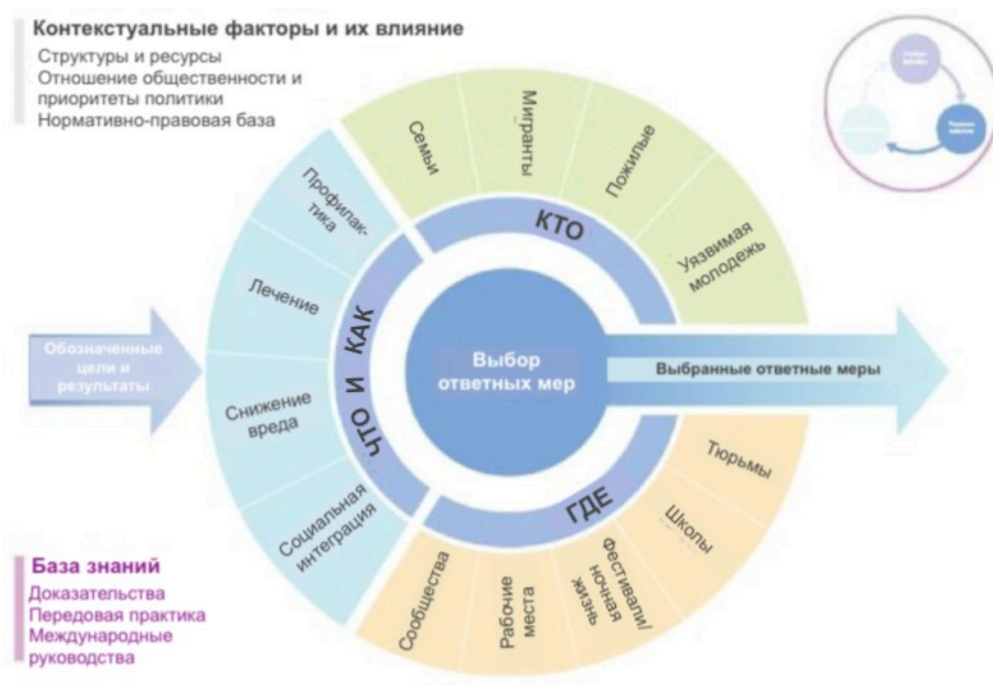 Контекстуальные факторы и их влияние
Структуры и ресурсы
Отношение общественности и
приоритеты политики
Нормативно-правовая база
Семьи
Мигранты
Пожилые
Уязвимая
молодежь
КТО
Профилак-
тика
Лечение
Снижение
вреда
Социальная
интеграция
ЧТО И КАК
Обозначенные
цели и
результаты
Выбор
ответных мер
Выбранные ответные меры
ГДЕ
Тюрьмы
Школы
Фестивали/
ночная
жизнь
Рабочие
места
Сообщества
База знаний
Доказательства
Передовая практика
Международные
руководства